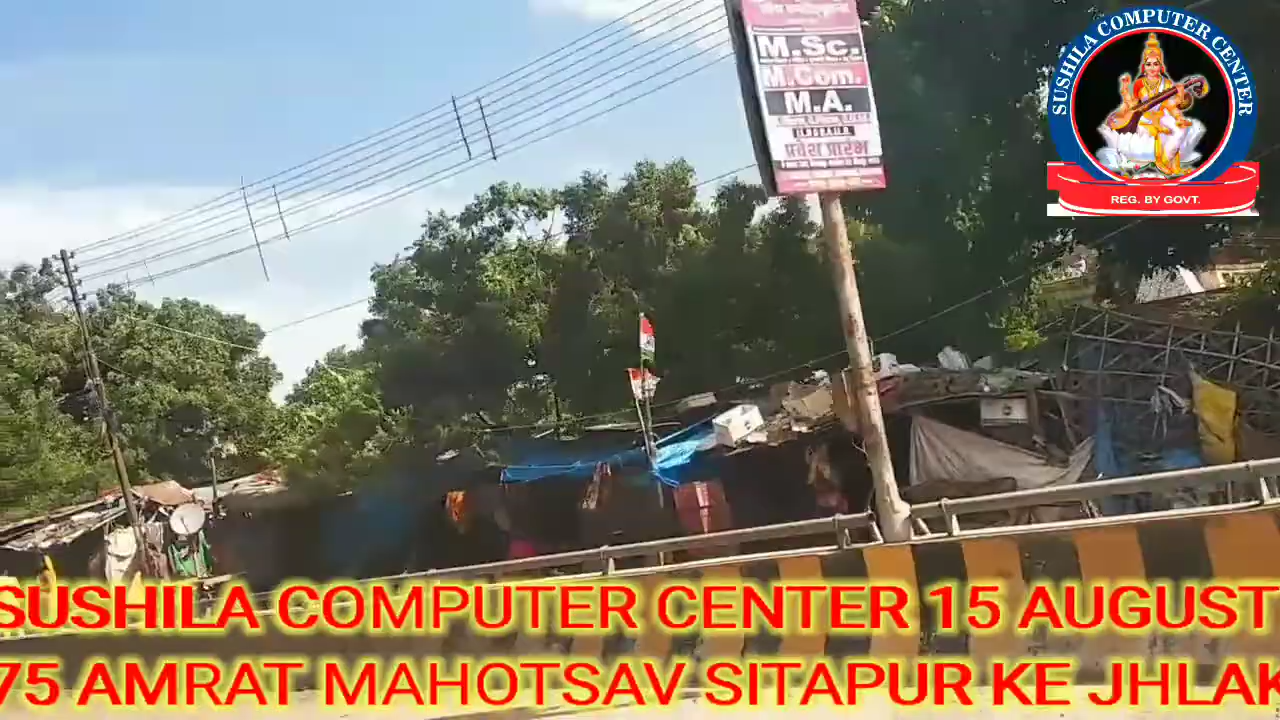 M.Sc.
M.Com.
M.A.
प्रवेश प्रारंभ
SUSHILA COMPUTER CENTER
REG. BY GOVT.
SUSHILA COMPUTER CENTER 15 AUGUST
75 AMRAT MAHOTSAV SITAPUR KE JHLAK